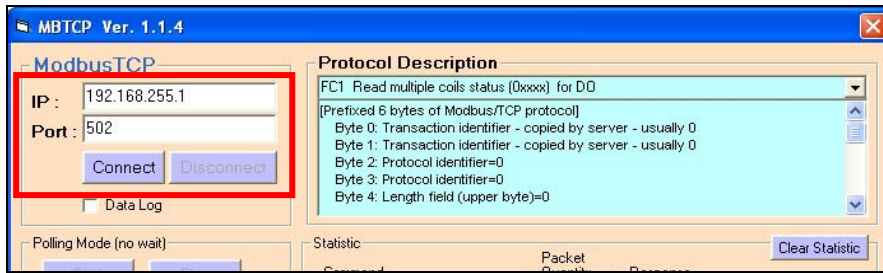 MBTCP Ver. 1.1.4
ModbusTCP
IP :
192.168.255.1
Port :
502
Connect
Disconnect
Data Log
Protocol Description
FC1 Read multiple coils status (0xxxx) for DO
[Prefixed 6 bytes of Modbus/TCP protocol]
Byte 0: Transaction identifier - copied by server - usually 0
Byte 1: Transaction identifier - copied by server - usually 0
Byte 2: Protocol identifier=0
Byte 3: Protocol identifier=0
Byte 4: Length field (upper byte)=0
Polling Mode (no wait)
Statistic
Clear Statistic
Packet
Command
Quantity
Response